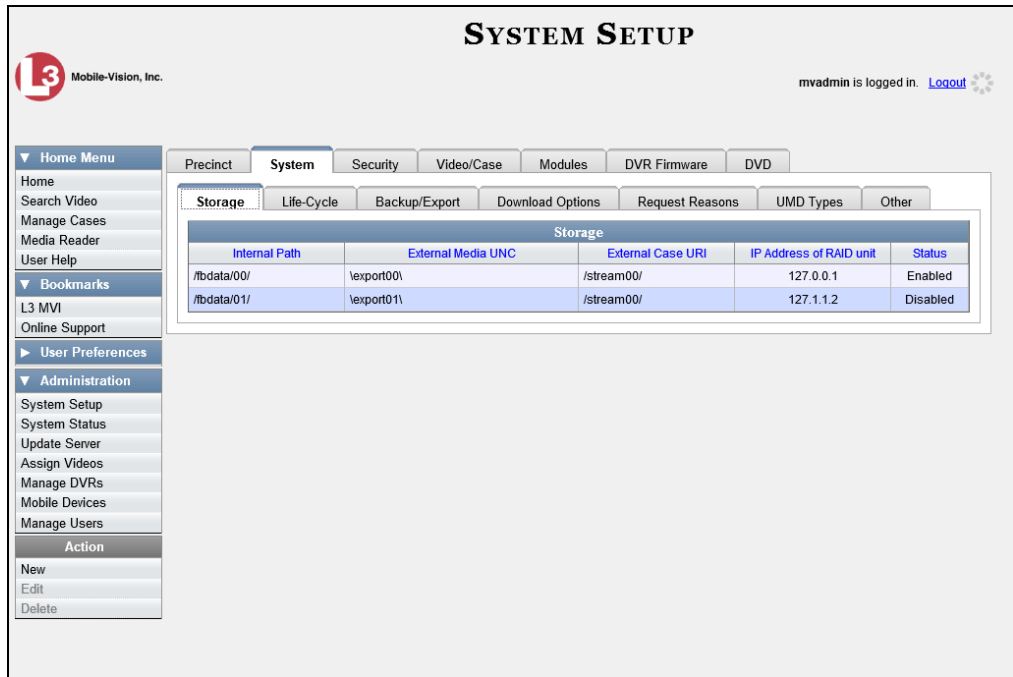 SYSTEM SETUP
L3 Mobile-Vision, Inc.
mvadmin is logged in. Logout
▼ Home Menu
Home
Search Video
Manage Cases
Media Reader
User Help
▼ Bookmarks
L3 MVI
Online Support
► User Preferences
▼ Administration
System Setup
System Status
Update Server
Assign Videos
Manage DVRs
Mobile Devices
Manage Users
Action
New
Edit
Delete
Precinct System Security Video/Case Modules DVR Firmware DVD
Storage Life-Cycle Backup/Export Download Options Request Reasons UMD Types Other
Storage
Internal Path External Media UNC External Case URI IP Address of RAID unit Status
/fbdata/00/ \export00\ /stream00/ 127.0.0.1 Enabled
/fbdata/01/ \export01\ /stream00/ 127.1.1.2 Disabled